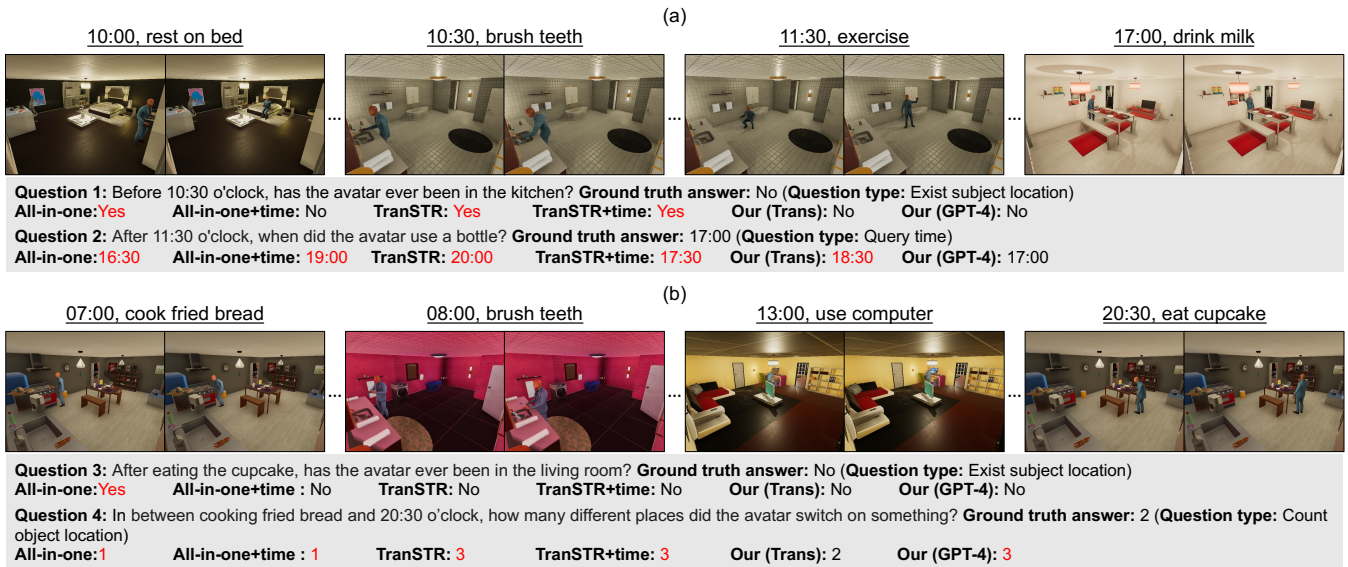 (a)
10:00, rest on bed
10:30, brush teeth
11:30, exercise
17:00, drink milk
... ... ...
Question 1: Before 10:30 o'clock, has the avatar ever been in the kitchen? Ground truth answer: No (Question type: Exist subject location)
All-in-one:Yes All-in-one+time: No TranSTR: Yes TranSTR+time: Yes Our (Trans): No Our (GPT-4): No
Question 2: After 11:30 o'clock, when did the avatar use a bottle? Ground truth answer: 17:00 (Question type: Query time)
All-in-one:16:30 All-in-one+time: 19:00 TranSTR: 20:00 TranSTR+time: 17:30 Our (Trans): 18:30 Our (GPT-4): 17:00
(b)
07:00, cook fried bread
08:00, brush teeth
13:00, use computer
20:30, eat cupcake
... ... ...
Question 3: After eating the cupcake, has the avatar ever been in the living room? Ground truth answer: No (Question type: Exist subject location)
All-in-one:Yes All-in-one+time : No TranSTR: No TranSTR+time: No Our (Trans): No Our (GPT-4): No
Question 4: In between cooking fried bread and 20:30 o’clock, how many different places did the avatar switch on something? Ground truth answer: 2 (Question type: Count
object location)
All-in-one:1 All-in-one+time : 1 TranSTR: 3 TranSTR+time: 3 Our (Trans): 2 Our (GPT-4): 3